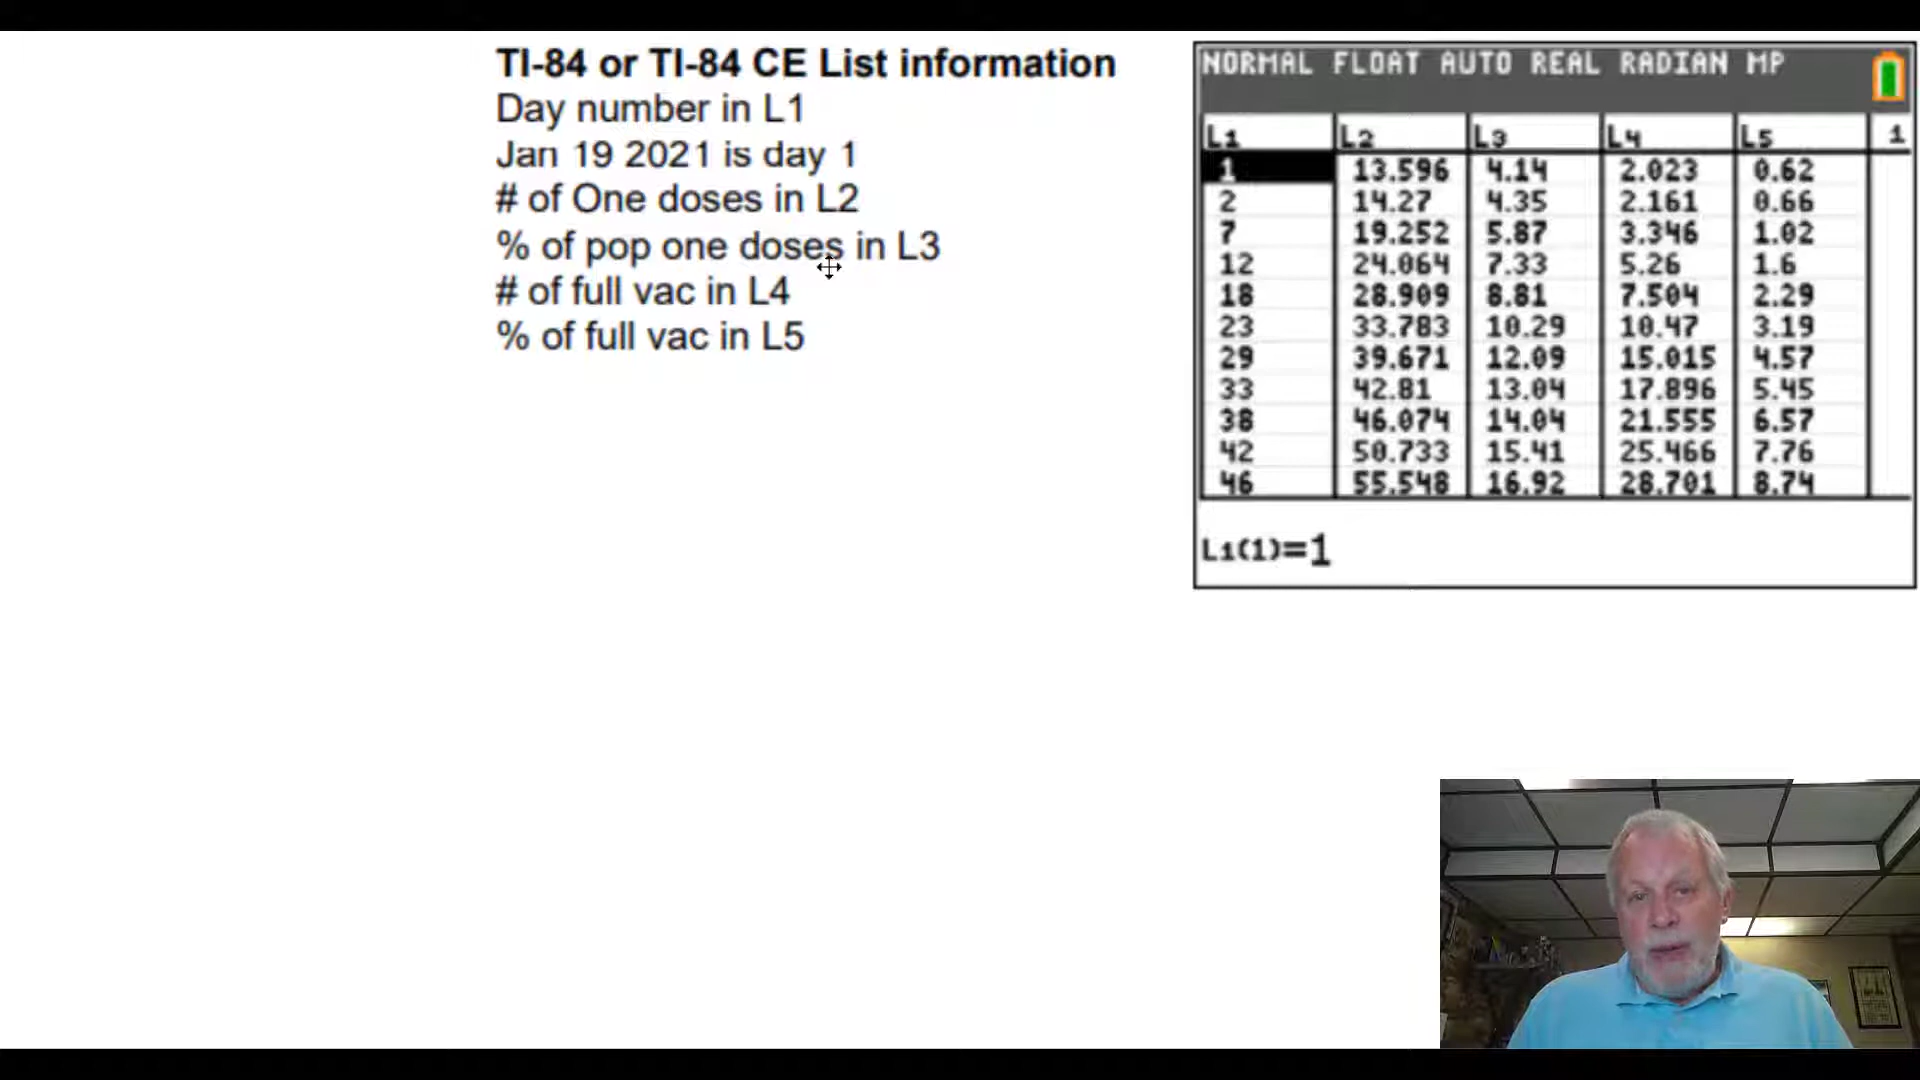 TI-84 or TI-84 CE List information
Day number in L1
Jan 19 2021 is day 1
# of One doses in L2
% of pop one doses in L3
# of full vac in L4
% of full vac in L5
NORMAL FLOAT AUTO REAL RADIAN MP
L1 L2 L3 L4 L5 1
1 13.596 4.14 2.023 0.62
2 14.27 4.35 2.161 0.66
7 19.252 5.87 3.346 1.02
12 24.064 7.33 5.26 1.6
18 28.909 8.81 7.504 2.29
23 33.783 10.29 10.47 3.19
29 39.671 12.09 15.015 4.57
33 42.81 13.04 17.896 5.45
38 46.074 14.04 21.555 6.57
42 50.733 15.41 25.466 7.76
46 55.548 16.92 28.701 8.74
L1(1)=1